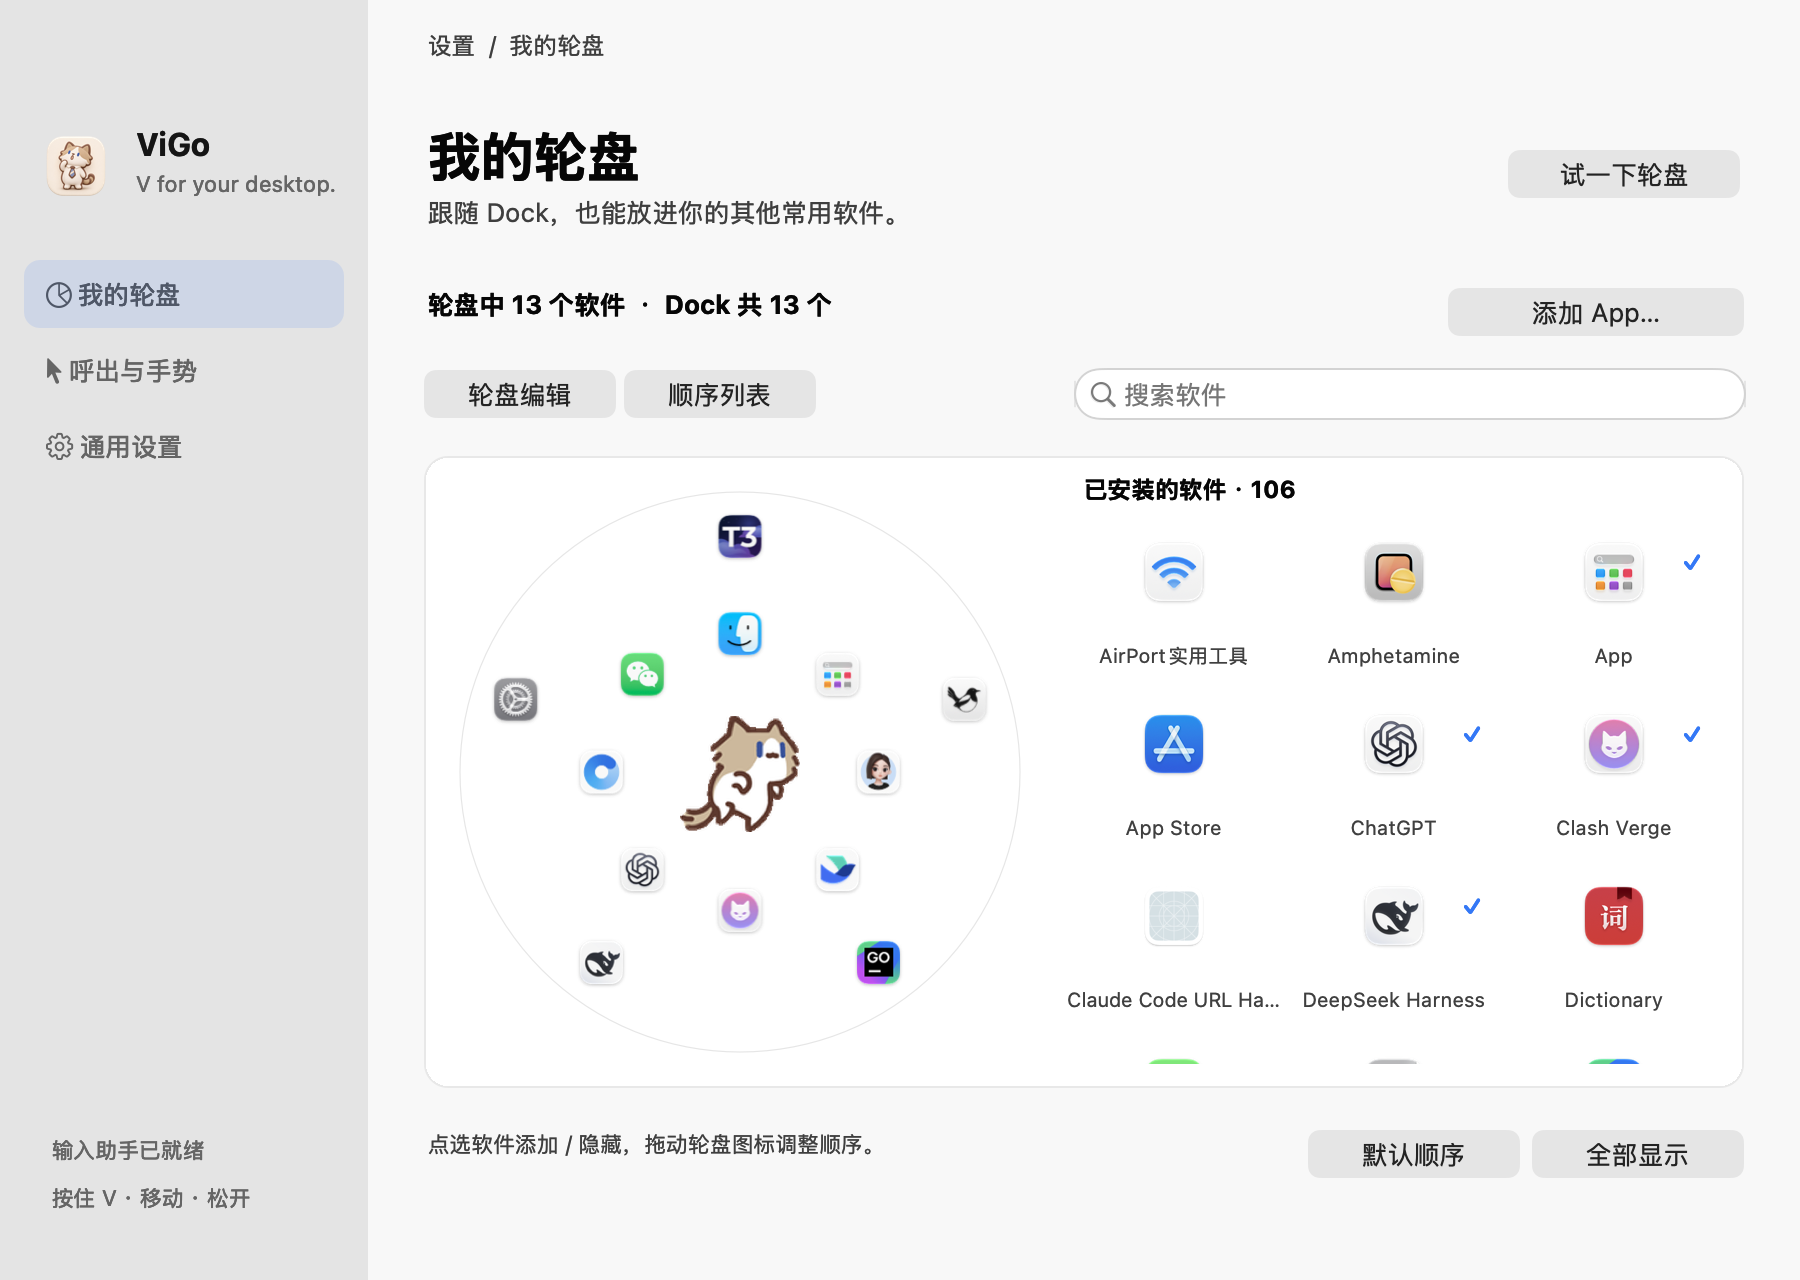 设置 / 我的轮盘
ViGo
V for your desktop.
我的轮盘
呼出与手势
通用设置
输入助手已就绪
按住 V · 移动 · 松开
我的轮盘
跟随 Dock，也能放进你的其他常用软件。
试一下轮盘
轮盘中 13 个软件 · Dock 共 13 个
添加 App...
轮盘编辑
顺序列表
搜索软件
T3
GO
已安装的软件 · 106
AirPort实用工具
Amphetamine
App
App Store
ChatGPT
Clash Verge
词
Claude Code URL Ha...
DeepSeek Harness
Dictionary
点选软件添加 / 隐藏，拖动轮盘图标调整顺序。
默认顺序
全部显示